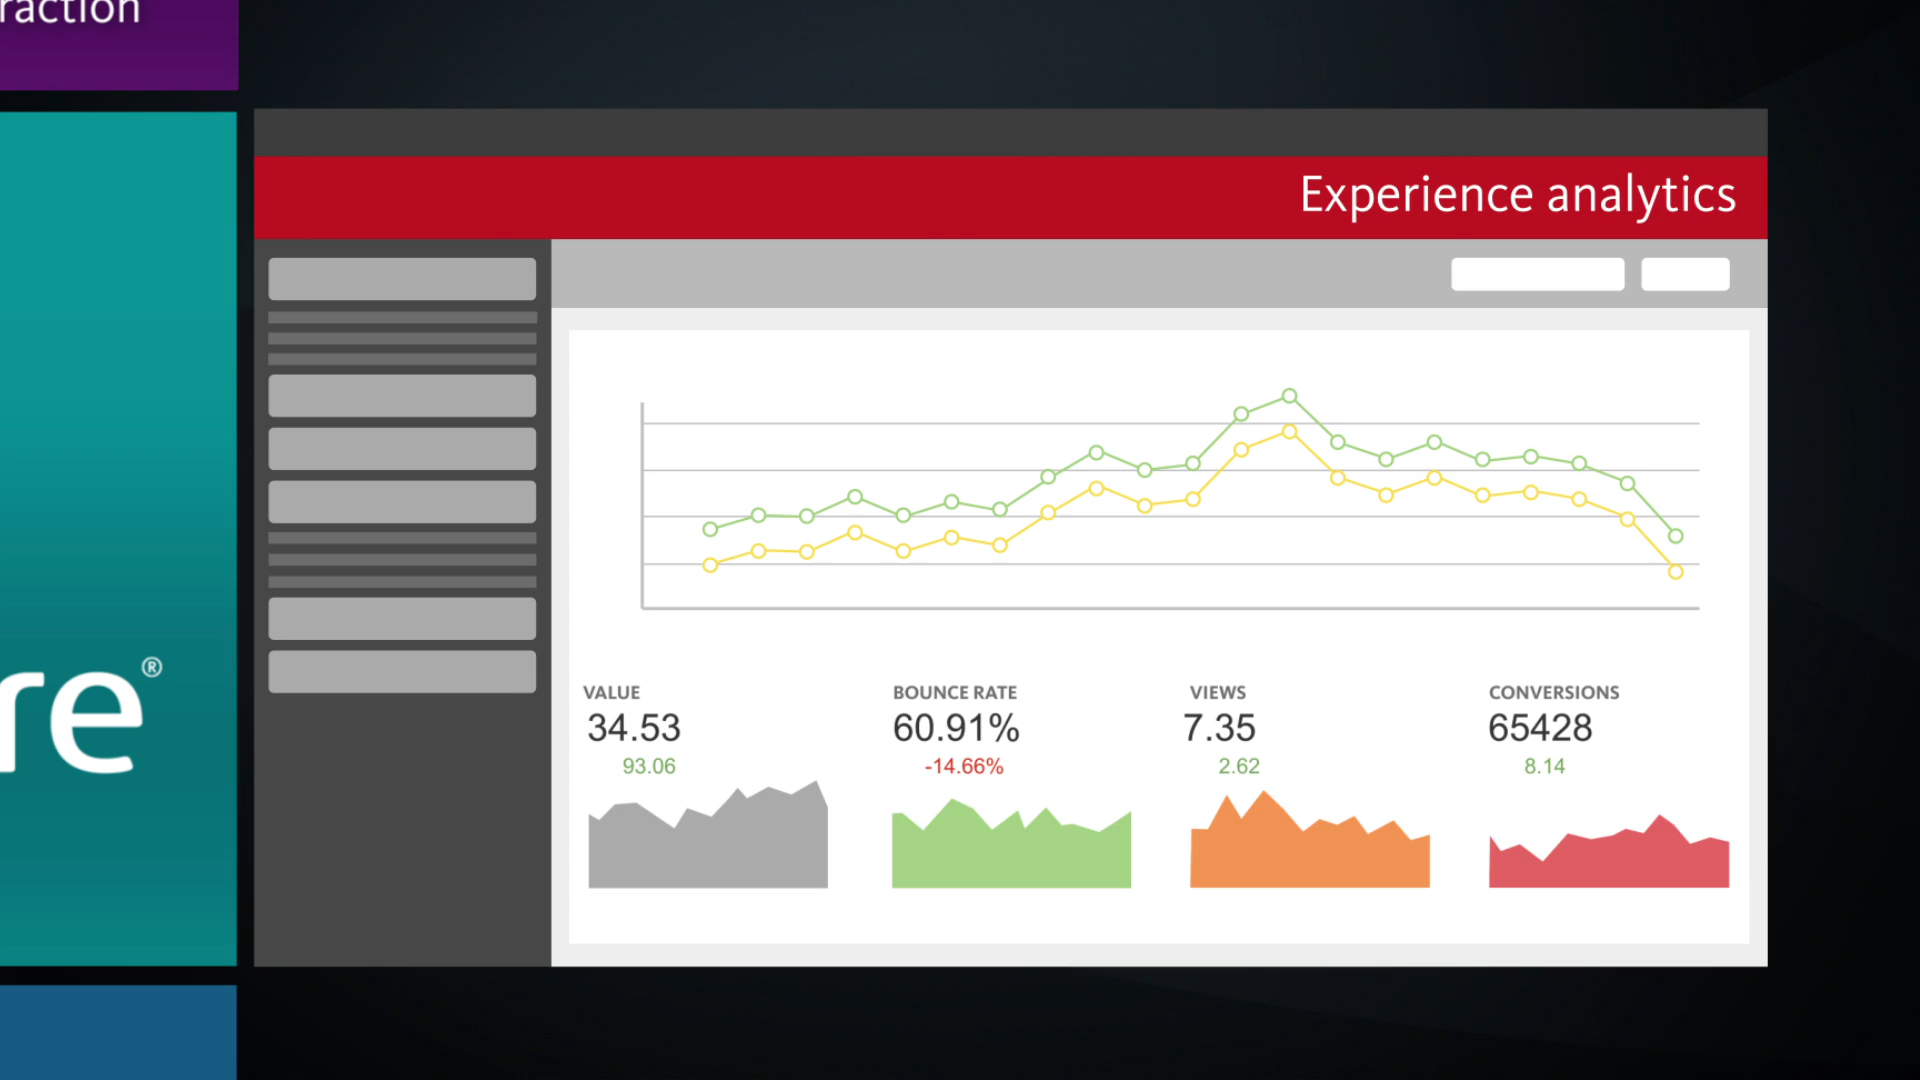 raction
Experience analytics
re®
VALUE
34.53
93.06
BOUNCE RATE
60.91%
-14.66%
VIEWS
7.35
2.62
CONVERSIONS
65428
8.14